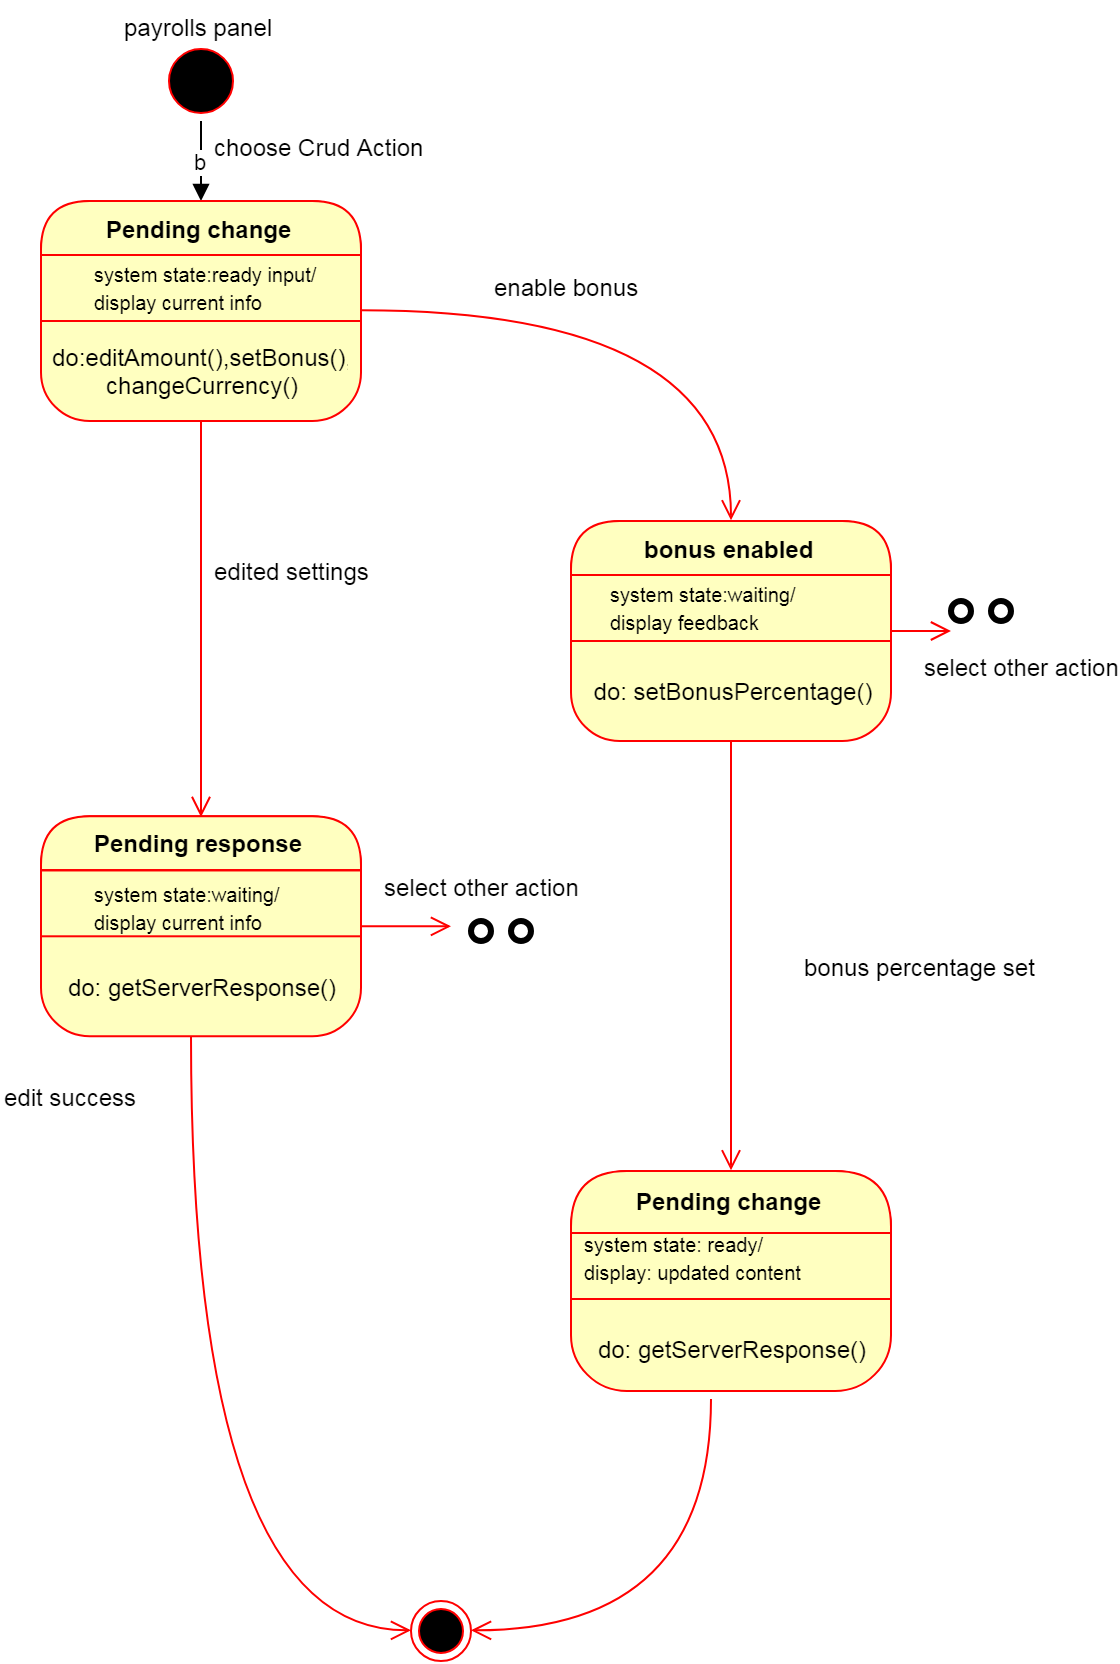 payrolls panel
choose Crud Action
b
Pending change
system state:ready input/
display current info
do:editAmount(),setBonus()
changeCurrency()
enable bonus
edited settings
bonus enabled
system state:waiting/
display feedback
do: setBonusPercentage()
select other action
Pending response
system state:waiting/
display current info
do: getServerResponse()
select other action
bonus percentage set
edit success
Pending change
system state: ready/
display: updated content
do: getServerResponse()